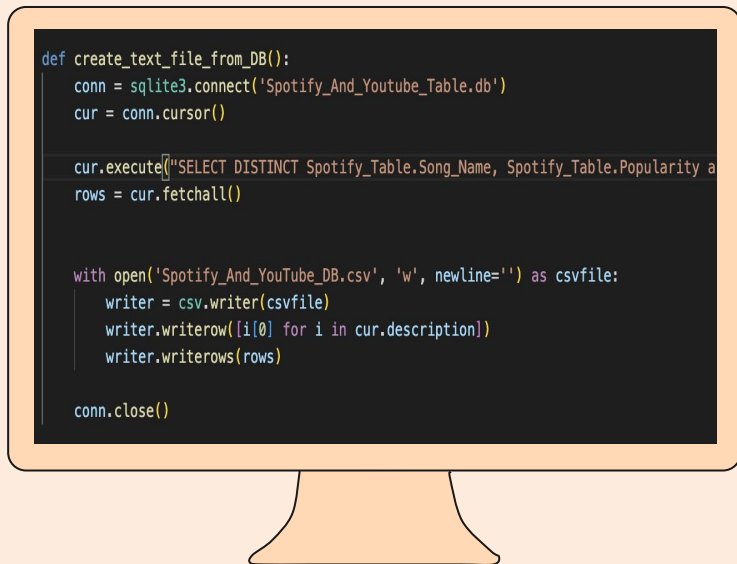 def create_text_file_from_DB():
    conn = sqlite3.connect('Spotify_And_Youtube_Table.db')
    cur = conn.cursor()
    cur.execute("SELECT DISTINCT Spotify_Table.Song_Name, Spotify_Table.Popularity a
    rows = cur.fetchall()
    with open('Spotify_And_YouTube_DB.csv', 'w', newline='') as csvfile:
        writer = csv.writer(csvfile)
        writer.writerow([i[0] for i in cur.description])
        writer.writerows(rows)
    conn.close()